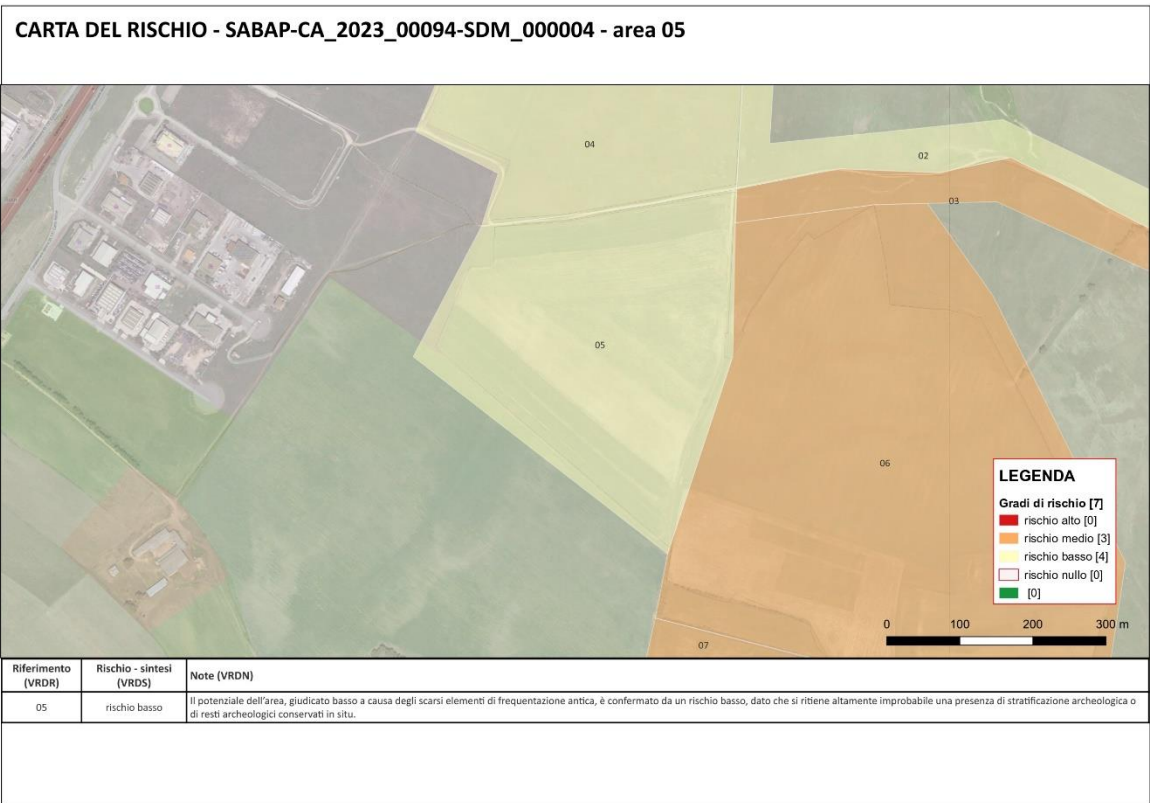 CARTA DEL RISCHIO - SABAP-CA_2023_00094-SDM_000004 - area 05
04
02
03
05
06
07
LEGENDA
Gradi di rischio [7]
rischio alto [0]
rischio medio [3]
rischio basso [4]
rischio nullo [0]
[0]
0 100 200 300 m
Riferimento (VRDR)
Rischio - sintesi (VRDS)
Note (VRDN)
05
rischio basso
Il potenziale dell'area, giudicato basso a causa degli scarsi elementi di frequentazione antica, è confermato da un rischio basso, dato che si ritiene altamente improbabile una presenza di stratificazione archeologica o
di resti archeologici conservati in situ.